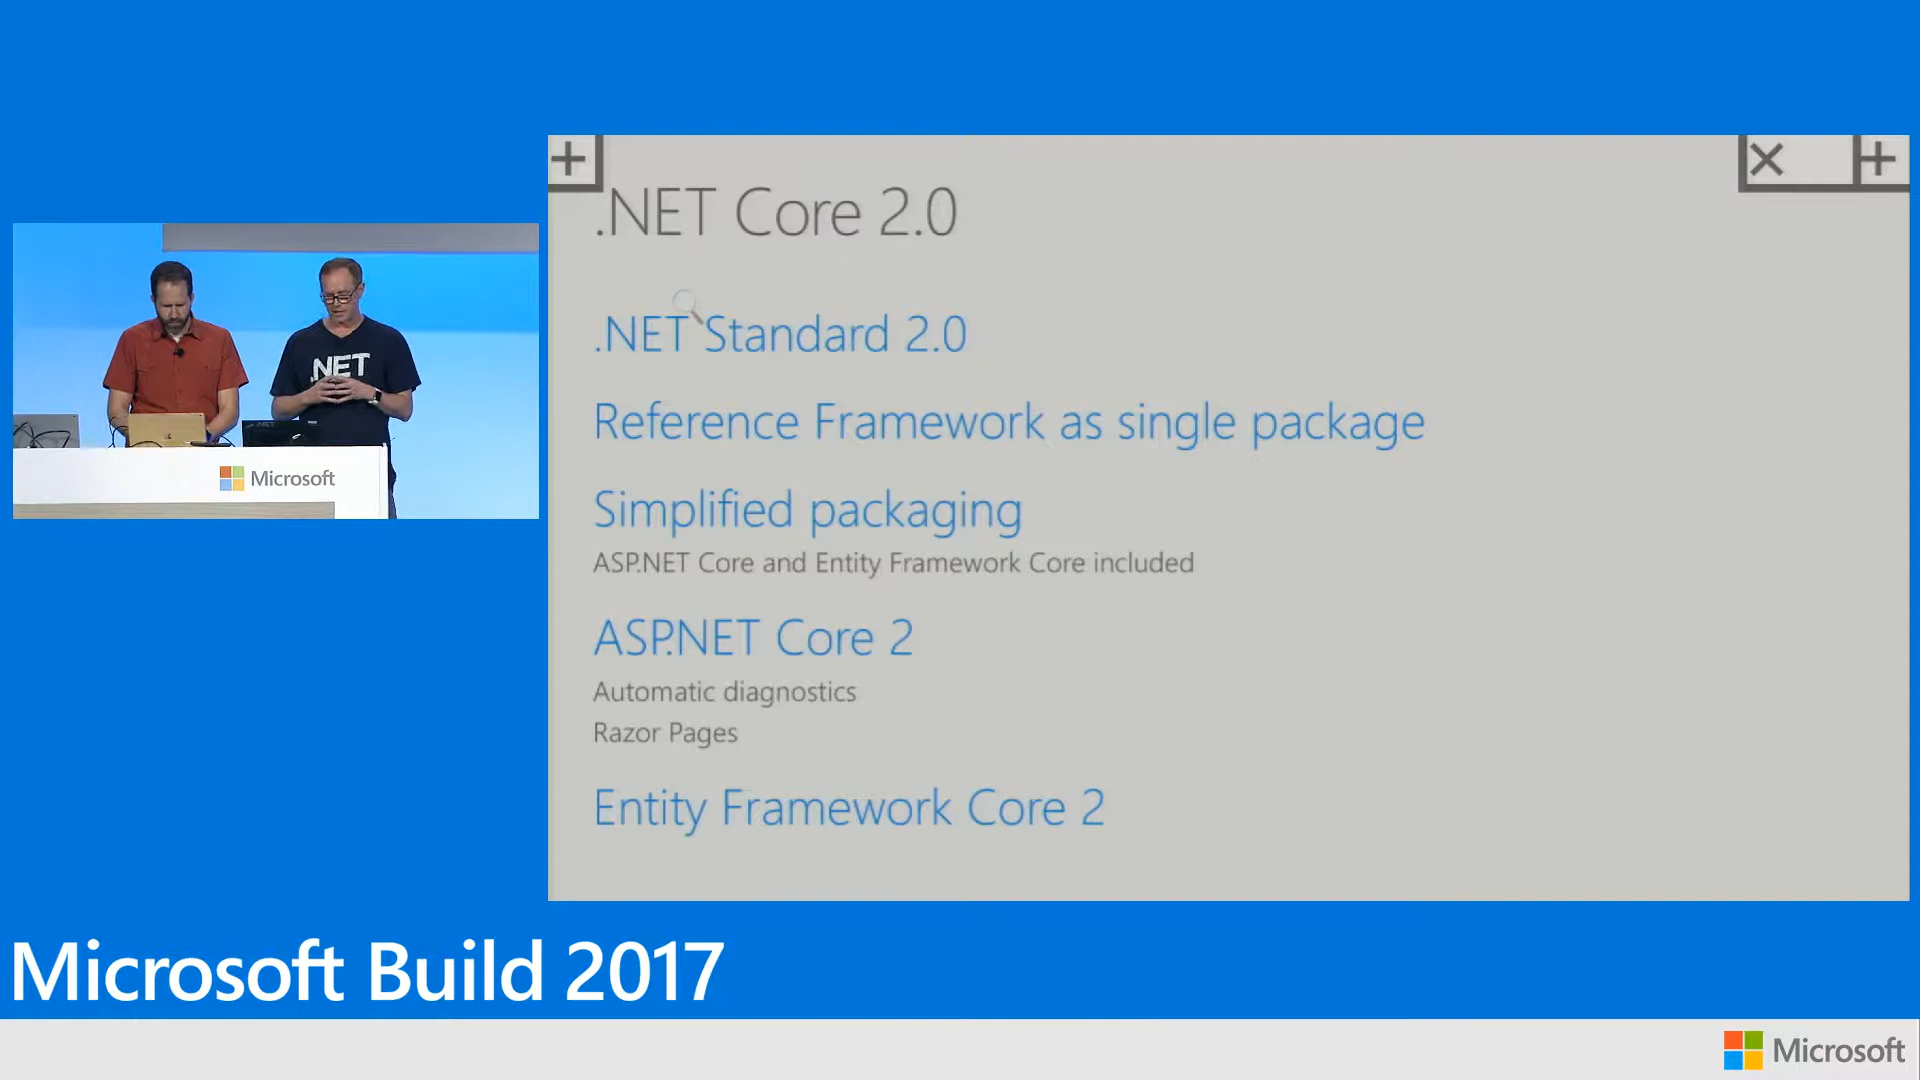 .NET Core 2.0
.NET Standard 2.0
Reference Framework as single package
Simplified packaging
ASP.NET Core and Entity Framework Core included
ASP.NET Core 2
Automatic diagnostics
Razor Pages
Entity Framework Core 2
.NET
Microsoft
Microsoft Build 2017
Microsoft